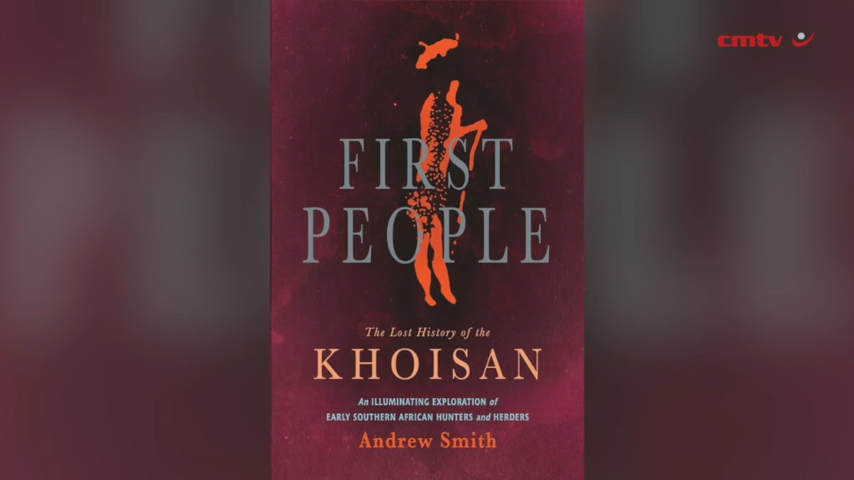 cmtv
FIRST
PEOPLE
The Lost History of the
KHOISAN
An ILLUMINATING EXPLORATION of
EARLY SOUTHERN AFRICAN HUNTERS and HERDERS
Andrew Smith